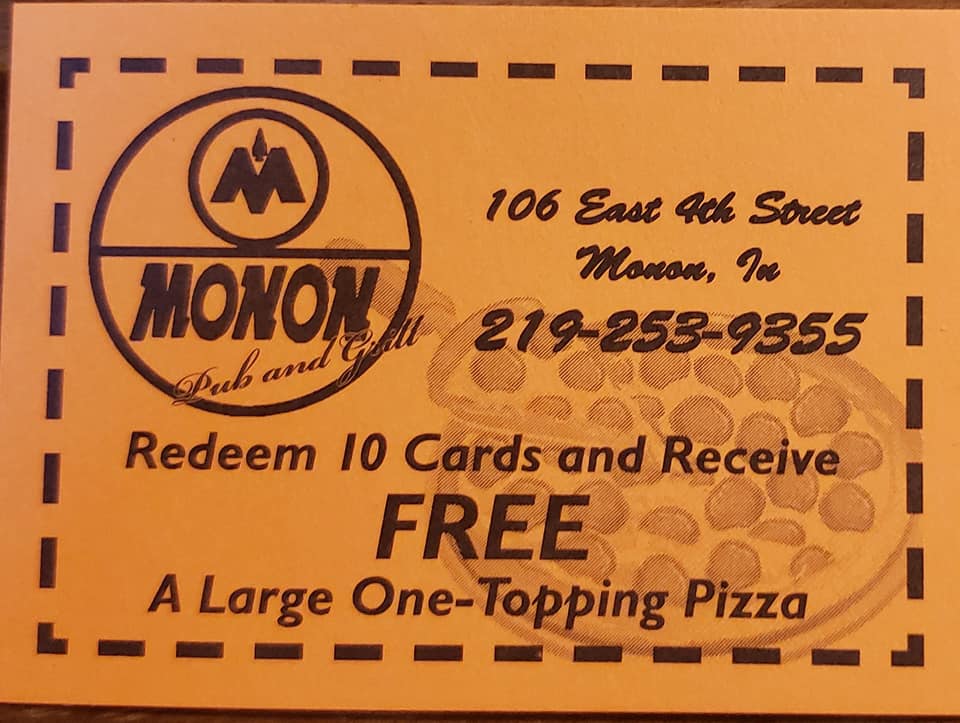 M
MONON
Pub and Grill
106 East 4th Street
Monon, In
219-253-9355
Redeem 10 Cards and Receive
FREE
A Large One-Topping Pizza